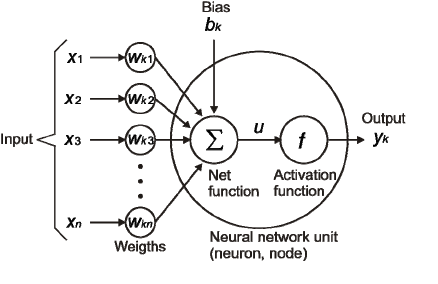 Bias
bk
x1
wk1
x2
wk2
Input
x3
wk3
Σ
u
f
Output
yk
Net
function
Activation
function
xn
wkn
Weigths
Neural network unit
(neuron, node)